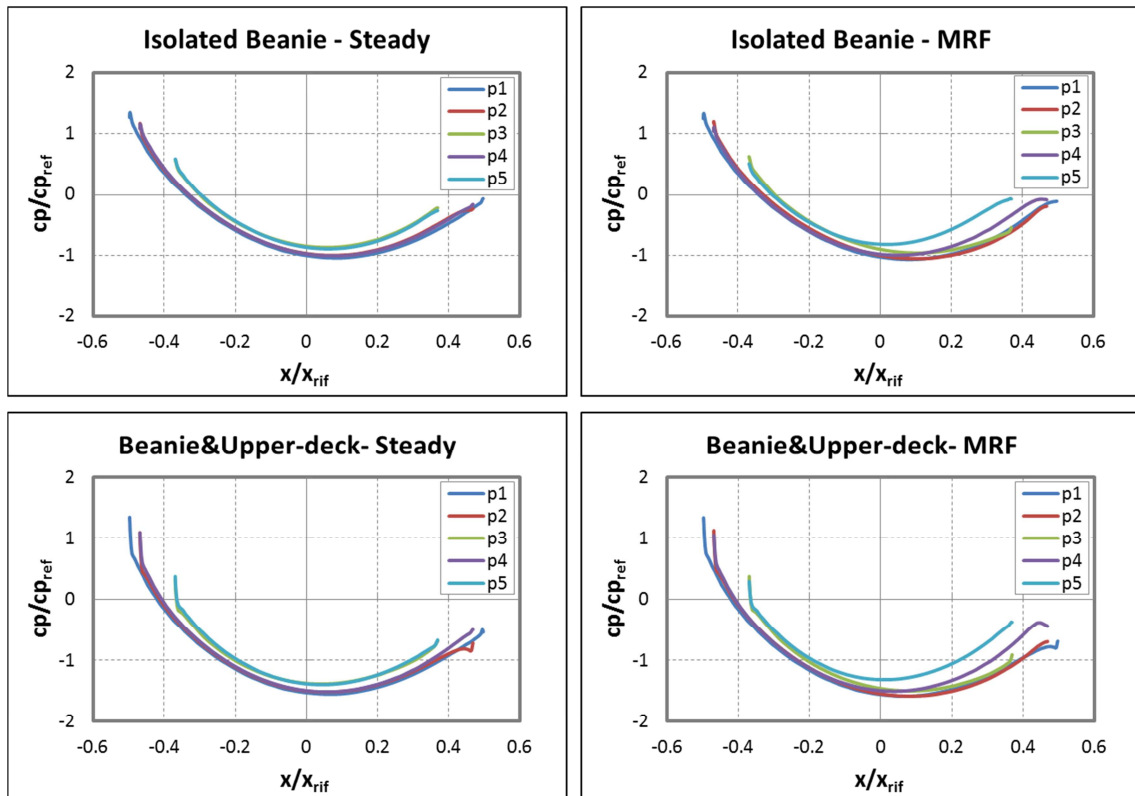 Isolated Beanie - Steady
2
1
0
-1
-2
-0.6
-0.4
-0.2
0
0.2
0.4
0.6
cp/cpref
x/xrif
p1
p2
p3
p4
p5
Isolated Beanie - MRF
2
1
0
-1
-2
-0.6
-0.4
-0.2
0
0.2
0.4
0.6
cp/cpref
x/xrif
p1
p2
p3
p4
p5
Beanie&Upper-deck- Steady
2
1
0
-1
-2
-0.6
-0.4
-0.2
0
0.2
0.4
0.6
cp/cpref
x/xrif
p1
p2
p3
p4
p5
Beanie&Upper-deck- MRF
2
1
0
-1
-2
-0.6
-0.4
-0.2
0
0.2
0.4
0.6
cp/cpref
x/xrif
p1
p2
p3
p4
p5